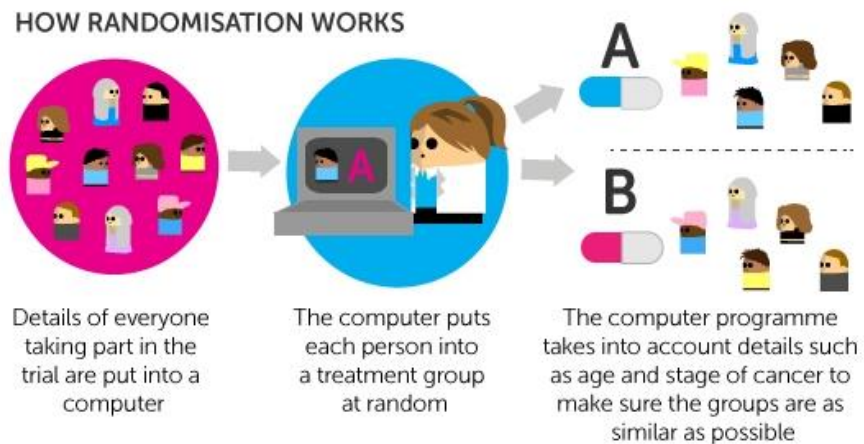 HOW RANDOMISATION WORKS
A
A
B
Details of everyone
taking part in the
trial are put into a
computer
The computer puts
each person into
a treatment group
at random
The computer programme
takes into account details such
as age and stage of cancer to
make sure the groups are as
similar as possible